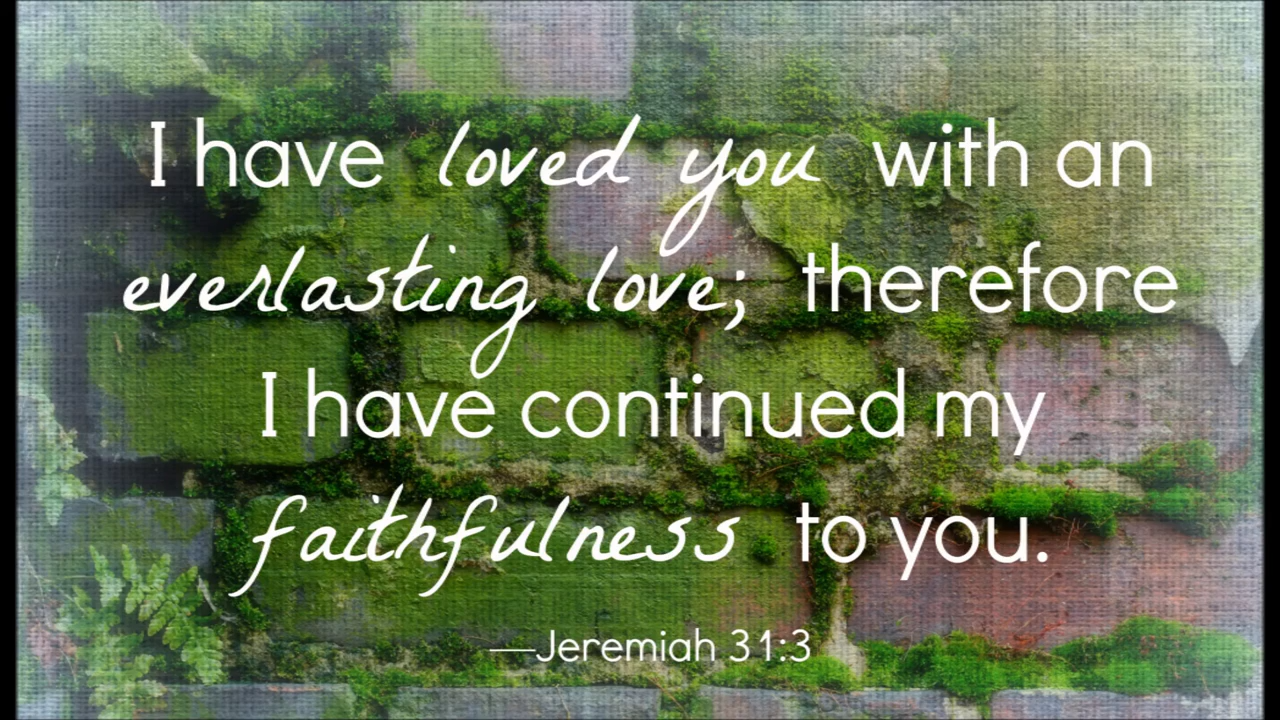 I have loved you with an
everlasting love; therefore
I have continued my
faithfulness to you.
—Jeremiah 31:3